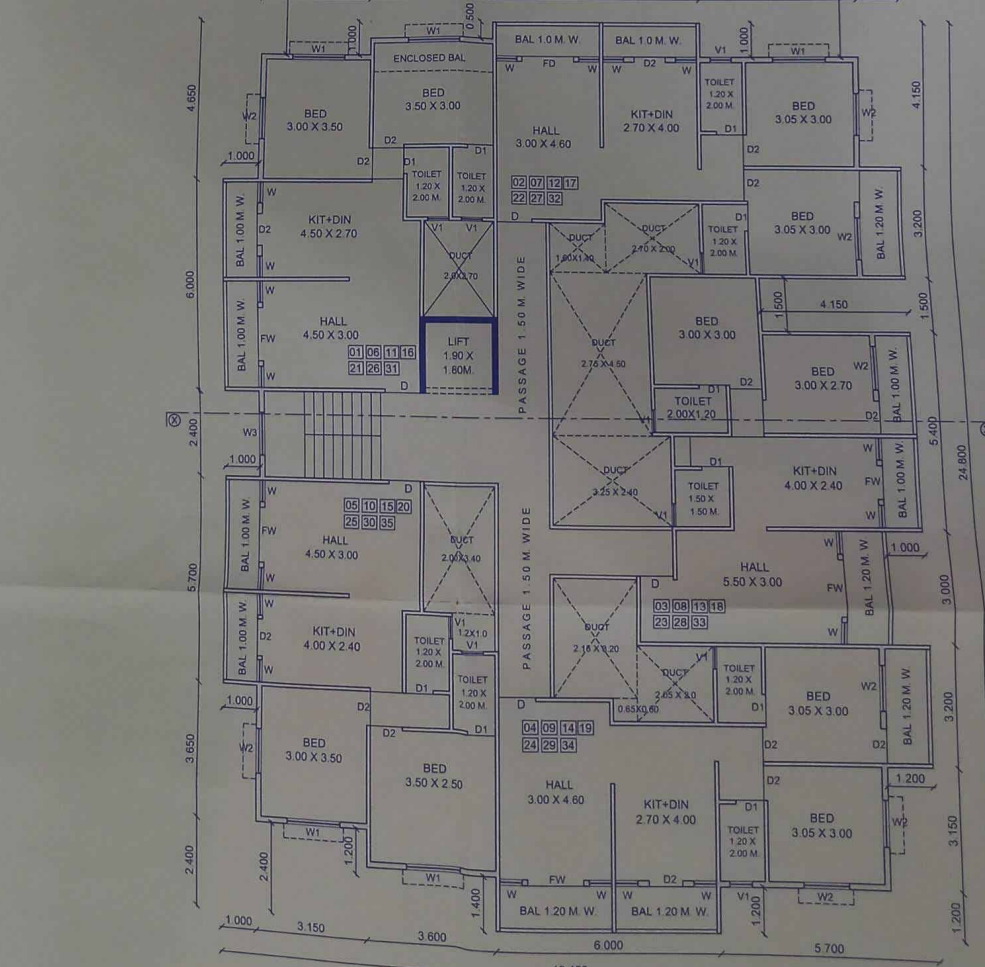 0.500
W1
1.000
W1
ENCLOSED BAL
BAL 1.0 M. W.
BAL 1.0 M. W.
V1
1.000
W1
W
FD
W
D2
W
4.650
W2
BED
3.00 X 3.50
BED
3.50 X 3.00
HALL
3.00 X 4.60
KIT+DIN
2.70 X 4.00
TOILET
1.20 X
2.00 M.
D1
BED
3.05 X 3.00
W2
4.150
D2
D2
D1
D1
D2
1.000
TOILET
1.20 X
2.00 M.
TOILET
1.20 X
2.00 M.
02 07 12 17
22 27 32
D
D2
W
BAL 1.00 M. W.
D2
W
KIT+DIN
4.50 X 2.70
V1
V1
DUCT
DUCT
2.10 X 2.00
D1
TOILET
1.20 X
2.00 M.
V1
BED
3.05 X 3.00
W2
BAL 1.20 M. W.
3.200
DUCT
6.000
W
BAL 1.00 M. W.
FW
W
HALL
4.50 X 3.00
01 06 11 16
21 26 31
D
LIFT
1.90 X
1.80M.
PASSAGE 1.50 M. WIDE
DUCT
2.75 X 4.50
BED
3.00 X 3.00
1.500
4.150
1.500
BED
3.00 X 2.70
W2
BAL 1.00 M. W.
D2
D1
D2
TOILET
2.00X1.20
V1
X
2.400
W3
1.000
5.400
24.800
DUCT
3.25 X 2.40
V1
D1
TOILET
1.50 X
1.50 M.
KIT+DIN
4.00 X 2.40
W
FW
W
BAL 1.00 M. W.
D
W
BAL 1.00 M. W.
FW
W
05 10 15 20
25 30 35
HALL
4.50 X 3.00
DUCT
2.00X3.40
PASSAGE 1.50 M. WIDE
W
FW
W
BAL 1.20 M. W.
1.000
D
HALL
5.50 X 3.00
03 08 13 18
23 28 33
3.000
5.700
W
BAL 1.00 M. W.
D2
W
KIT+DIN
4.00 X 2.40
TOILET
1.20 X
2.00 M.
D1
V1
1.2X1.0
V1
TOILET
1.20 X
2.00 M.
D1
DUCT
DUCT
V1
0.65X0.60
TOILET
1.20 X
2.00 M.
D1
BED
3.05 X 3.00
W2
D2
BAL 1.20 M. W.
3.200
1.000
D2
D2
D
04 09 14 19
24 29 34
D2
3.650
W2
BED
3.00 X 3.50
BED
3.50 X 2.50
HALL
3.00 X 4.60
KIT+DIN
2.70 X 4.00
D2
D1
TOILET
1.20 X
2.00 M.
BED
3.05 X 3.00
1.200
W2
3.150
W1
1.200
2.400
2.400
W1
1.400
W
FW
W
D2
W
BAL 1.20 M. W.
BAL 1.20 M. W.
V1
1.200
W2
1.200
1.000
3.150
3.600
6.000
5.700